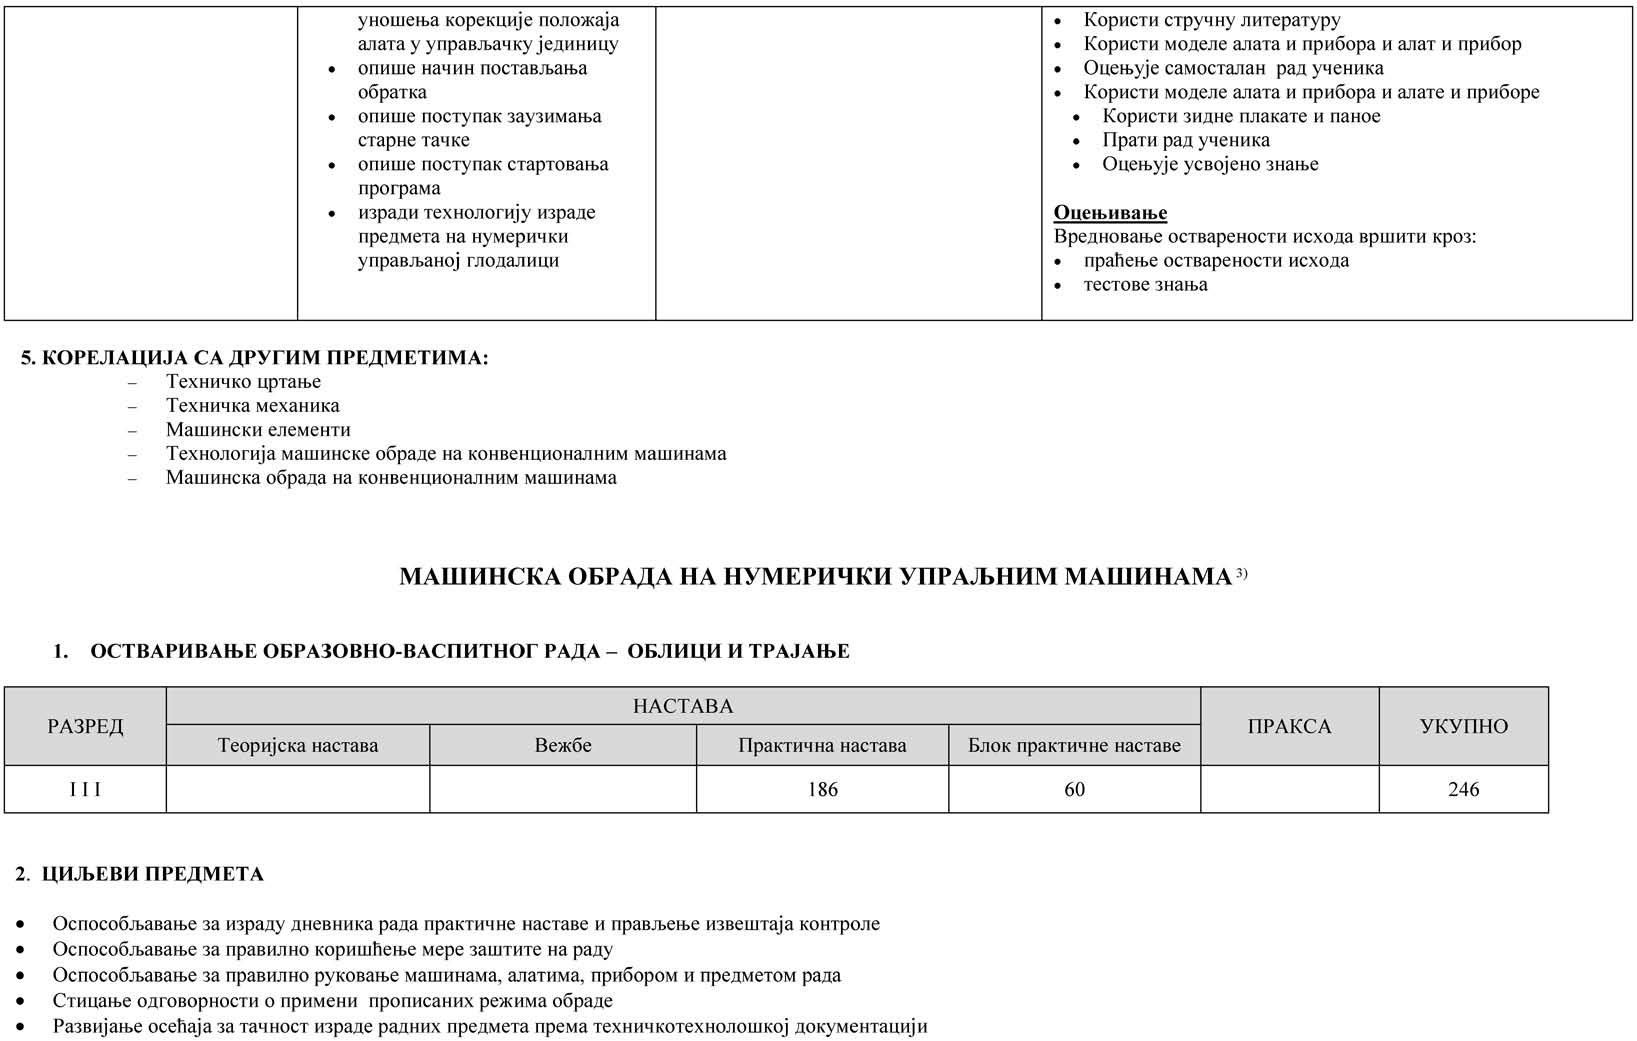 уношења корекције положаја
алата у управљачку јединицу
• опише начин постављања
обратка
• опише поступак заузимања
старне тачке
• опише поступак стартовања
програма
• изради технологију израде
предмета на нумерички
управљаној глодалици
• Користи стручну литературу
• Користи моделе алата и прибора и алат и прибор
• Оцењује самосталан рад ученика
• Користи моделе алата и прибора и алате и приборе
• Користи зидне плакате и паное
• Прати рад ученика
• Оцењује усвојено знање
Оцењивање
Вредновање остварености исхода вршити кроз:
• праћење остварености исхода
• тестове знања
5. КОРЕЛАЦИЈА СА ДРУГИМ ПРЕДМЕТИМА:
– Техничко цртање
– Техничка механика
– Машински елементи
– Технологија машинске обраде на конвенционалним машинама
– Машинска обрада на конвенционалним машинама
МАШИНСКА ОБРАДА НА НУМЕРИЧКИ УПРАЉНИМ МАШИНАМА 3)
1. ОСТВАРИВАЊЕ ОБРАЗОВНО-ВАСПИТНОГ РАДА – ОБЛИЦИ И ТРАЈАЊЕ
РАЗРЕД НАСТАВА ПРАКСА УКУПНО
Теоријска настава Вежбе Практична настава Блок практичне наставе
I I I 186 60 246
2. ЦИЉЕВИ ПРЕДМЕТА
• Оспособљавање за израду дневника рада практичне наставе и прављење извештаја контроле
• Оспособљавање за правилно коришћење мере заштите на раду
• Оспособљавање за правилно руковање машинама, алатима, прибором и предметом рада
• Стицање одговорности о примени прописаних режима обраде
• Развијање осећаја за тачност израде радних предмета према техничкотехнолошкој документацији